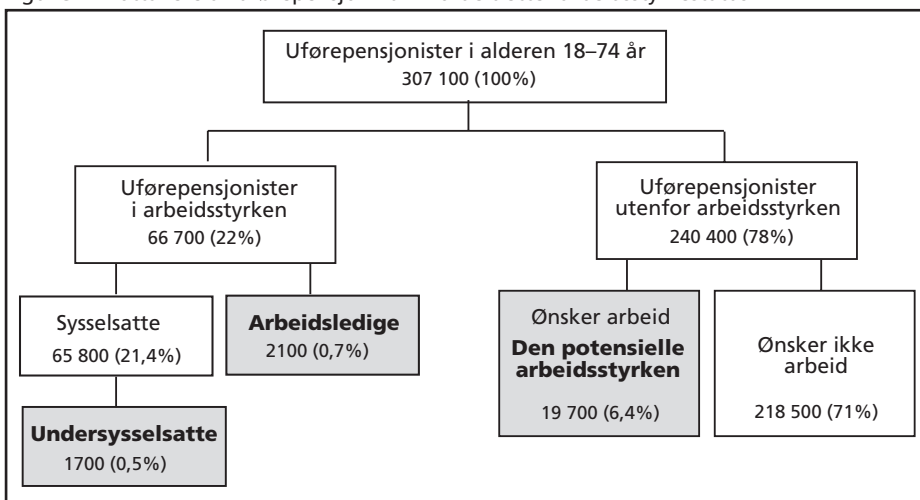 Uførepensjonister i alderen 18–74 år
307 100 (100%)
Uførepensjonister
i arbeidsstyrken
66 700 (22%)
Uførepensjonister
utenfor arbeidsstyrken
240 400 (78%)
Sysselsatte
65 800 (21,4%)
Arbeidsledige
2100 (0,7%)
Ønsker arbeid
Den potensielle
arbeidsstyrken
19 700 (6,4%)
Ønsker ikke
arbeid
218 500 (71%)
Undersysselsatte
1700 (0,5%)